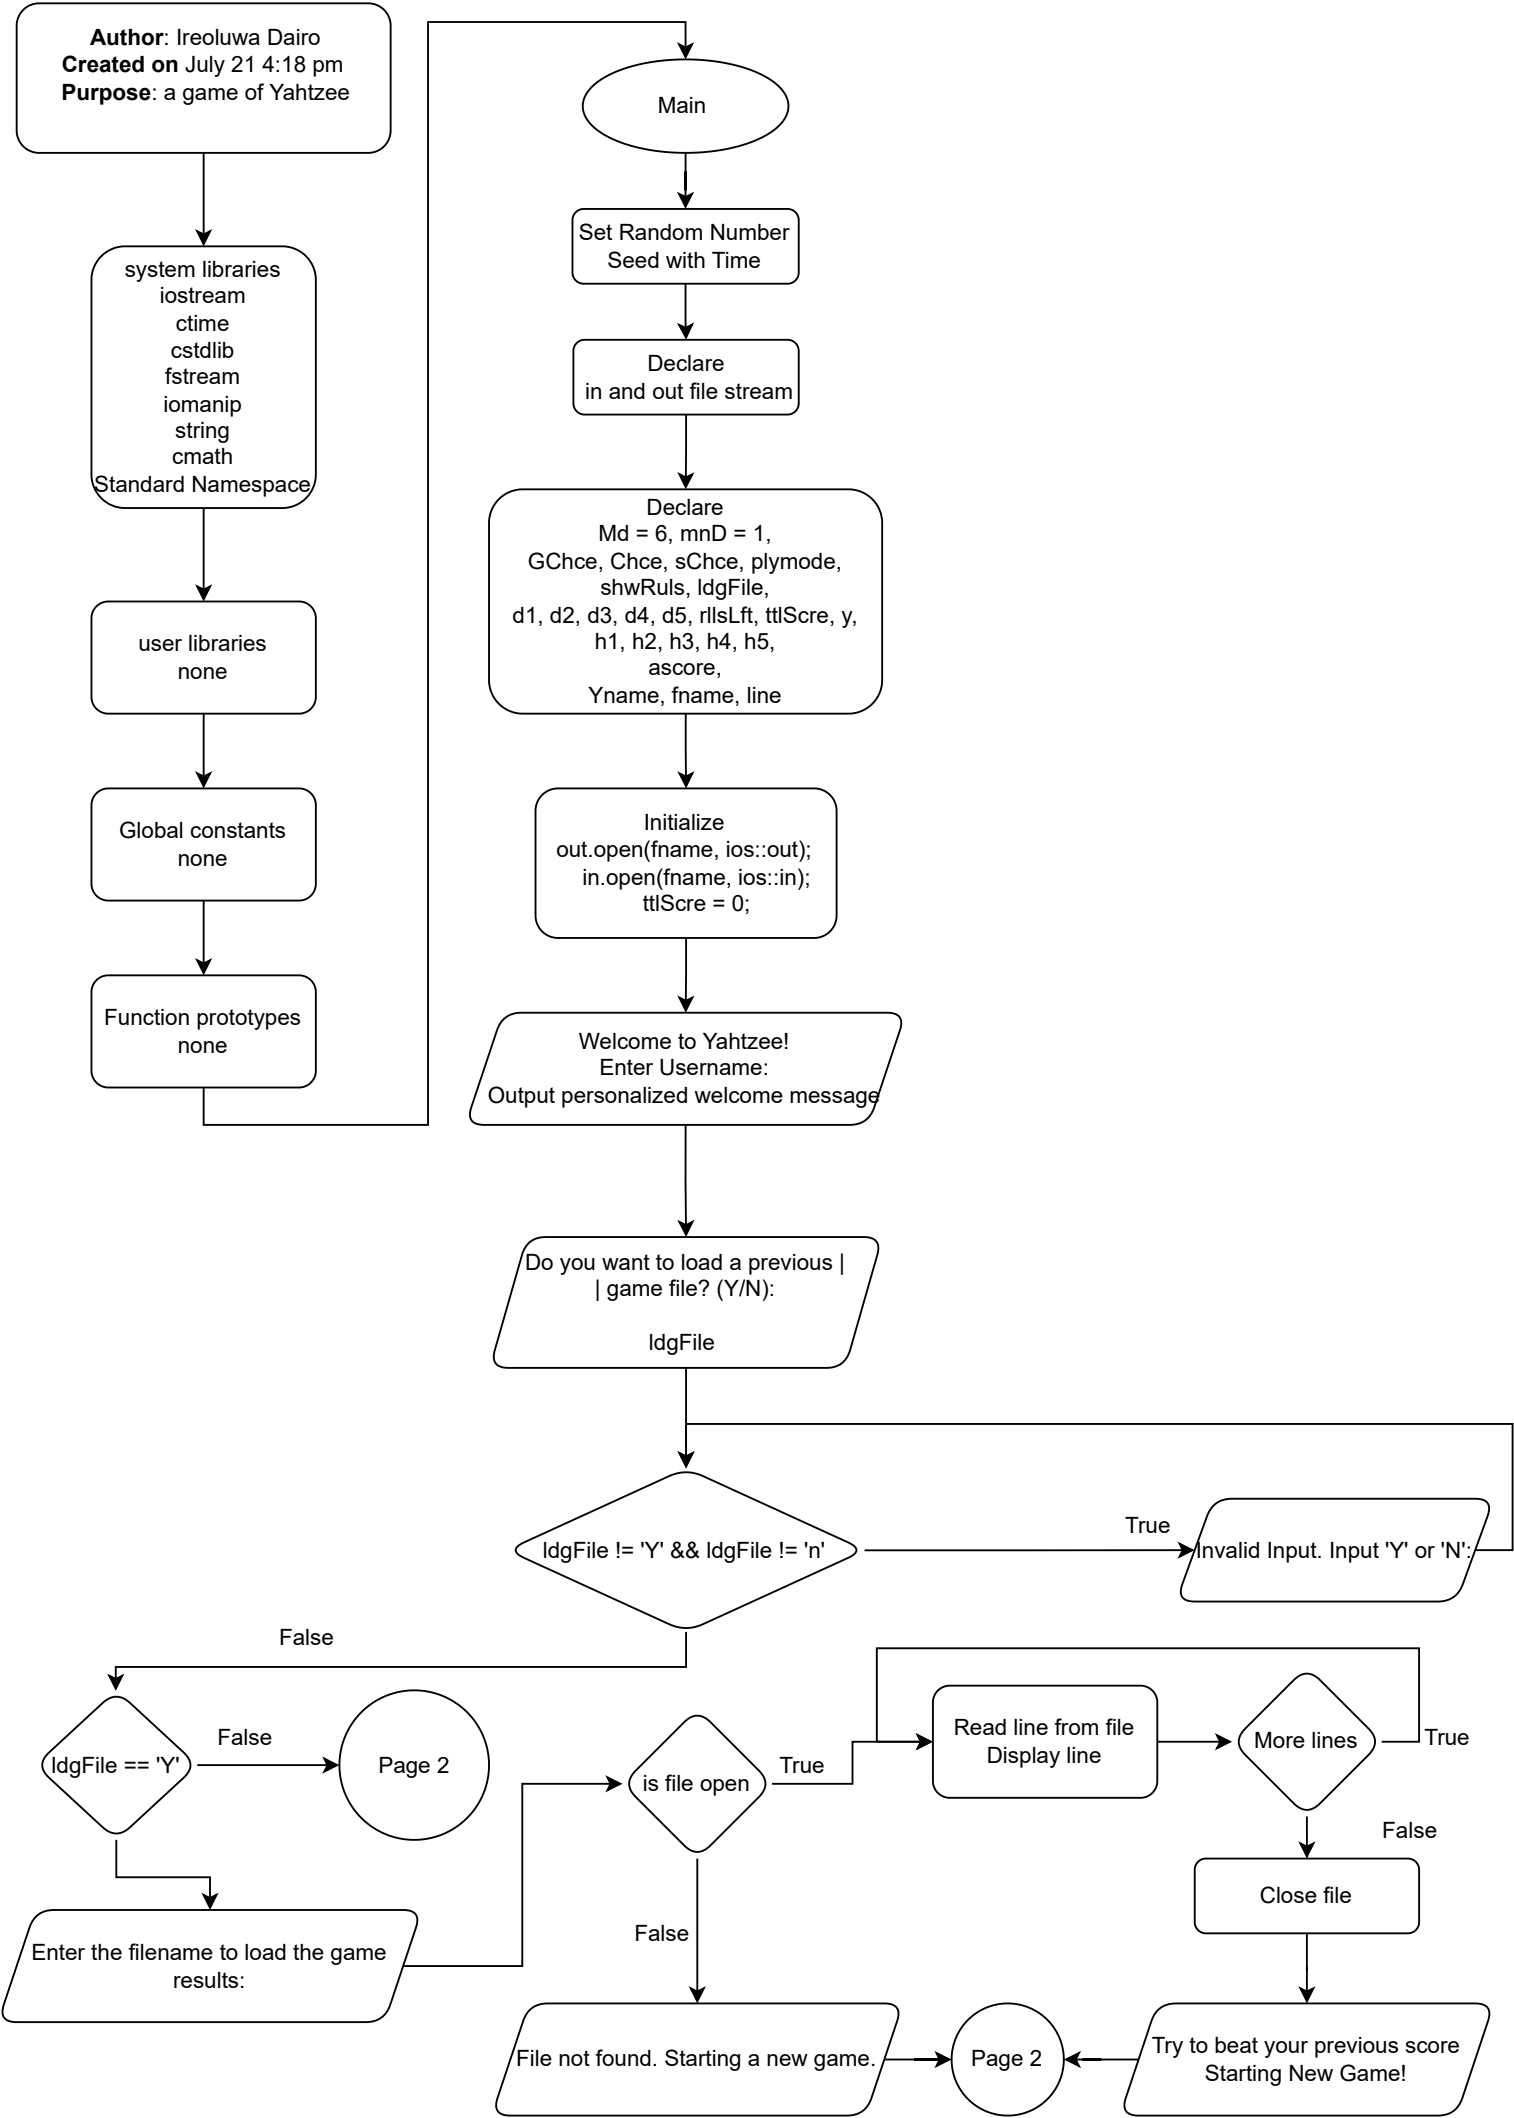 Author: Ireoluwa Dairo
Created on July 21 4:18 pm
Purpose: a game of Yahtzee
system libraries
iostream
ctime
cstdlib
fstream
iomanip
string
cmath
Standard Namespace
user libraries
none
Global constants
none
Function prototypes
none
Main
Set Random Number
Seed with Time
Declare
in and out file stream
Declare
Md = 6, mnD = 1,
GChce, Chce, sChce, plymode,
shwRuls, ldgFile,
d1, d2, d3, d4, d5, rllsLft, ttlScre, y,
h1, h2, h3, h4, h5,
ascore,
Yname, fname, line
Initialize
out.open(fname, ios::out);
in.open(fname, ios::in);
ttlScre = 0;
Welcome to Yahtzee!
Enter Username:
Output personalized welcome message
Do you want to load a previous |
| game file? (Y/N):
ldgFile
ldgFile != 'Y' && ldgFile != 'n'
True
Invalid Input. Input 'Y' or 'N':
False
ldgFile == 'Y'
False
Page 2
Enter the filename to load the game
results:
is file open
True
Read line from file
Display line
More lines
True
False
Close file
False
File not found. Starting a new game.
Page 2
Try to beat your previous score
Starting New Game!